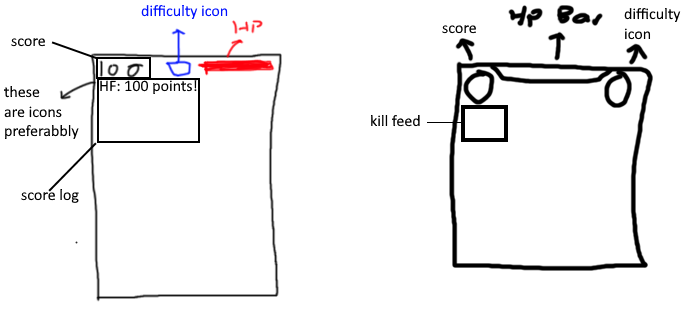 difficulty icon
score
HP
100
HF: 100 points!
these
are icons
preferabbly
score log
score
HP Bar
difficulty
icon
kill feed